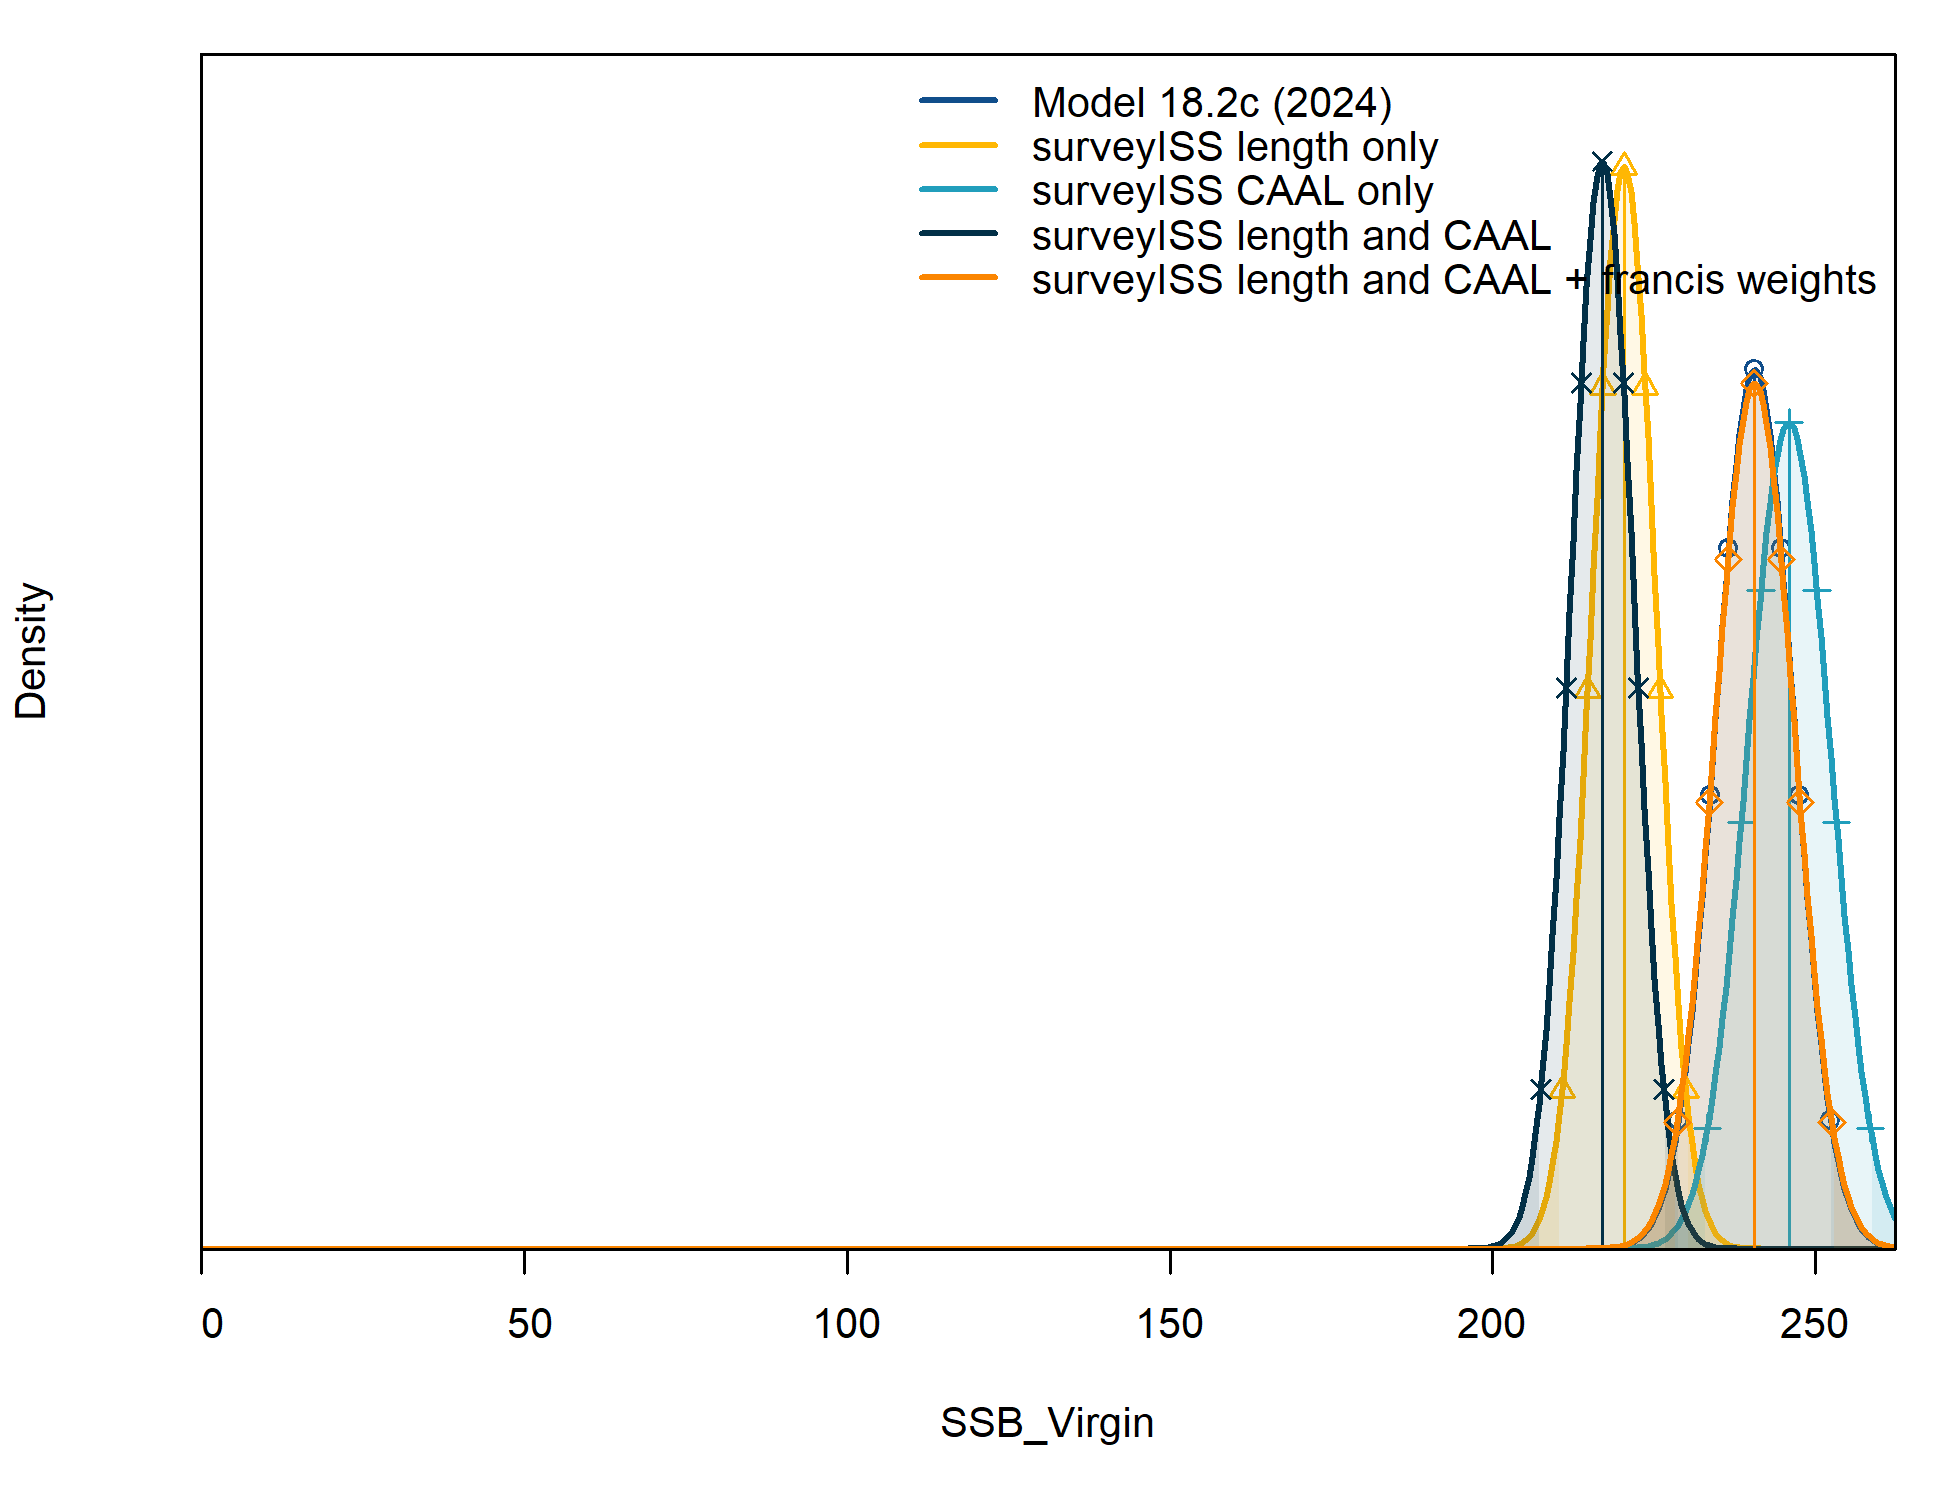 Model 18.2c (2024)
surveyISS length only
surveyISS CAAL only
surveyISS length and CAAL
surveyISS length and CAAL + francis weights
Density
0 50 100 150 200 250
SSB_Virgin